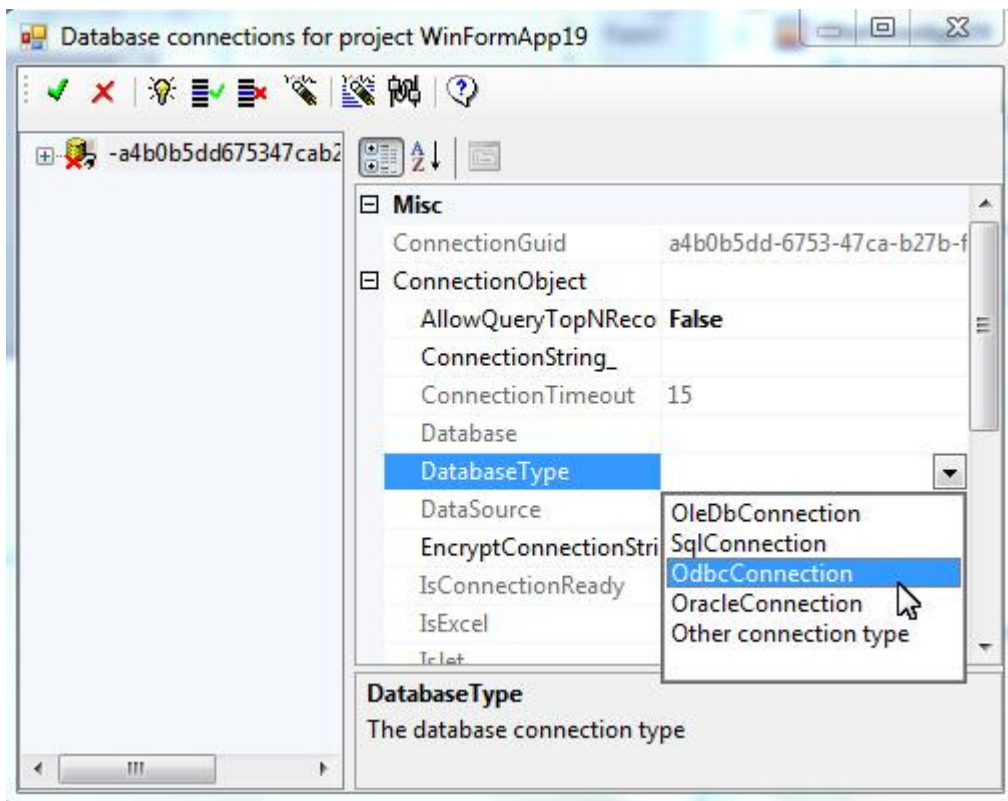 Database connections for project WinFormApp19
-a4b0b5dd675347cab2
Misc
ConnectionGuid a4b0b5dd-6753-47ca-b27b-f
ConnectionObject
AllowQueryTopNReco False
ConnectionString_
ConnectionTimeout 15
Database
DatabaseType
DataSource
OleDbConnection
EncryptConnectionStri
SqlConnection
OdbcConnection
IsConnectionReady
OracleConnection
IsExcel
Other connection type
IsJet
DatabaseType
The database connection type